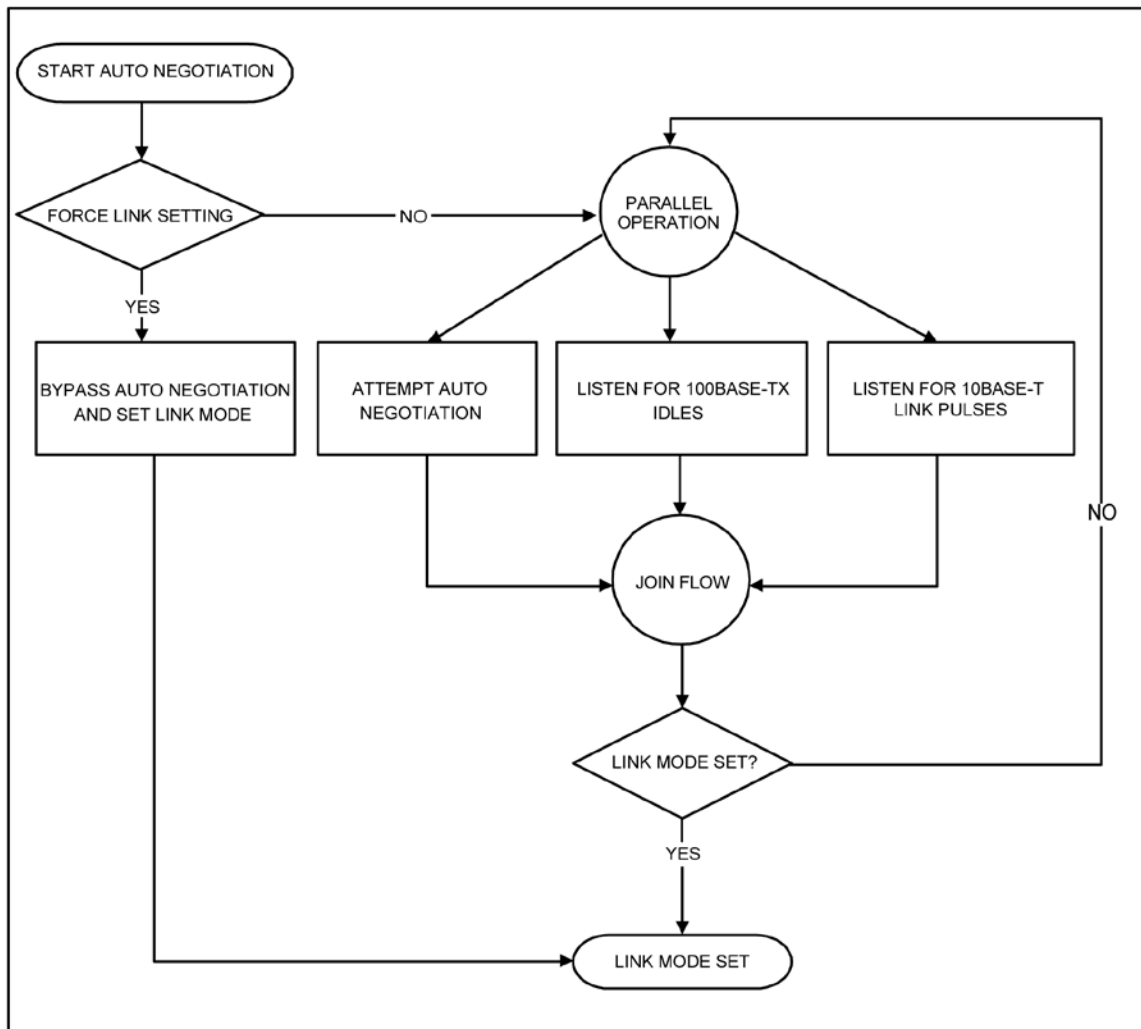 START AUTO NEGOTIATION
FORCE LINK SETTING
NO
PARALLEL
OPERATION
YES
BYPASS AUTO NEGOTIATION
AND SET LINK MODE
ATTEMPT AUTO
NEGOTIATION
LISTEN FOR 100BASE-TX
IDLES
LISTEN FOR 10BASE-T
LINK PULSES
NO
JOIN FLOW
LINK MODE SET?
YES
LINK MODE SET